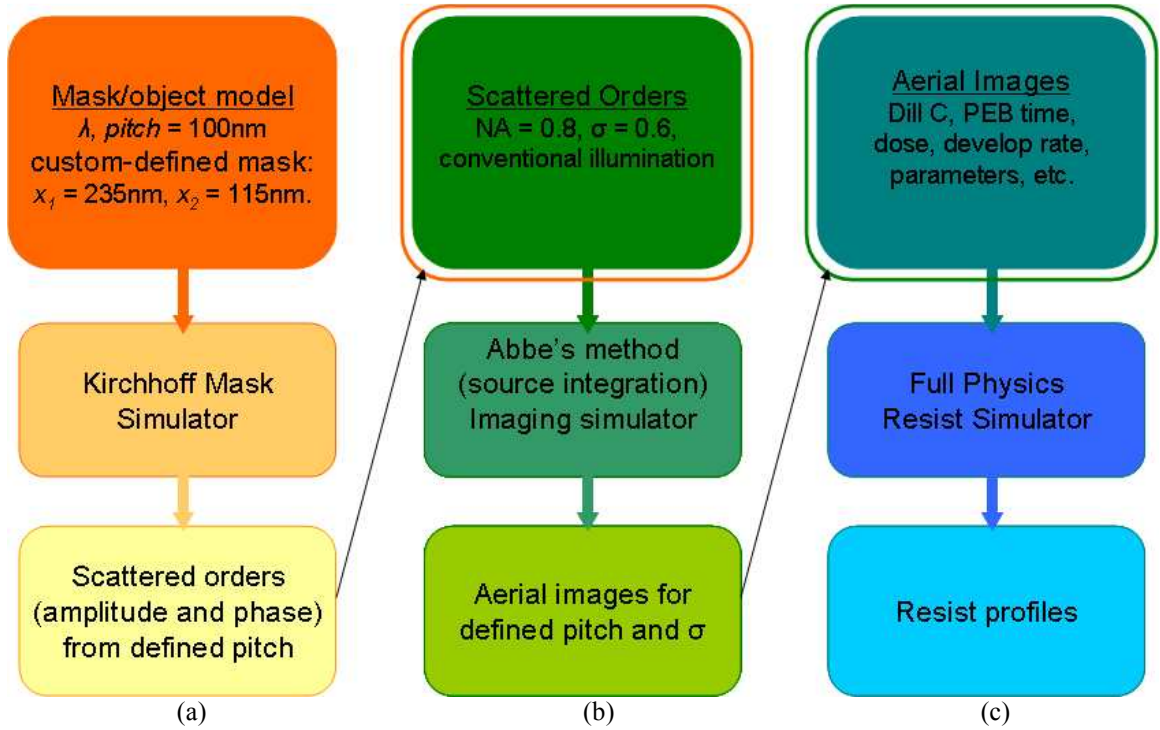 Mask/object model
λ, pitch = 100nm
custom-defined mask:
x₁ = 235nm, x₂ = 115nm.
Kirchhoff Mask
Simulator
Scattered orders
(amplitude and phase)
from defined pitch
(a)
Scattered Orders
NA = 0.8, σ = 0.6,
conventional illumination
Abbe's method
(source integration)
Imaging simulator
Aerial images for
defined pitch and σ
(b)
Aerial Images
Dill C, PEB time,
dose, develop rate,
parameters, etc.
Full Physics
Resist Simulator
Resist profiles
(c)